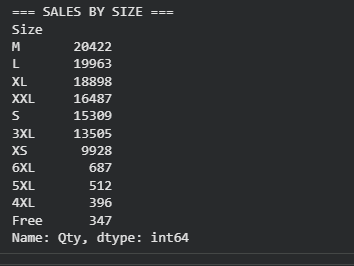 === SALES BY SIZE ===
Size
M       20422
L       19963
XL      18898
XXL     16487
S       15309
3XL     13505
XS       9928
6XL       687
5XL       512
4XL       396
Free      347
Name: Qty, dtype: int64